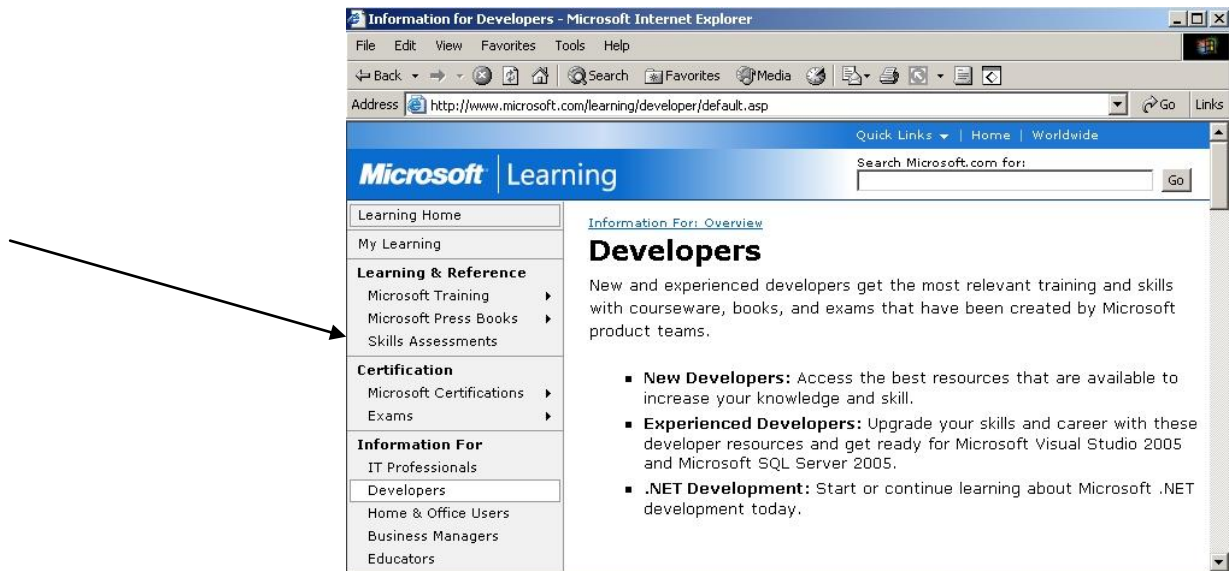 Information for Developers - Microsoft Internet Explorer
File Edit View Favorites Tools Help
Back Search Favorites Media
Address http://www.microsoft.com/learning/developer/default.asp Go Links
Quick Links | Home | Worldwide
Microsoft Learning
Search Microsoft.com for:
Go
Learning Home
My Learning
Learning & Reference
Microsoft Training
Microsoft Press Books
Skills Assessments
Certification
Microsoft Certifications
Exams
Information For
IT Professionals
Developers
Home & Office Users
Business Managers
Educators
Information For: Overview
Developers
New and experienced developers get the most relevant training and skills
with courseware, books, and exams that have been created by Microsoft
product teams.
New Developers: Access the best resources that are available to
increase your knowledge and skill.
Experienced Developers: Upgrade your skills and career with these
developer resources and get ready for Microsoft Visual Studio 2005
and Microsoft SQL Server 2005.
.NET Development: Start or continue learning about Microsoft .NET
development today.